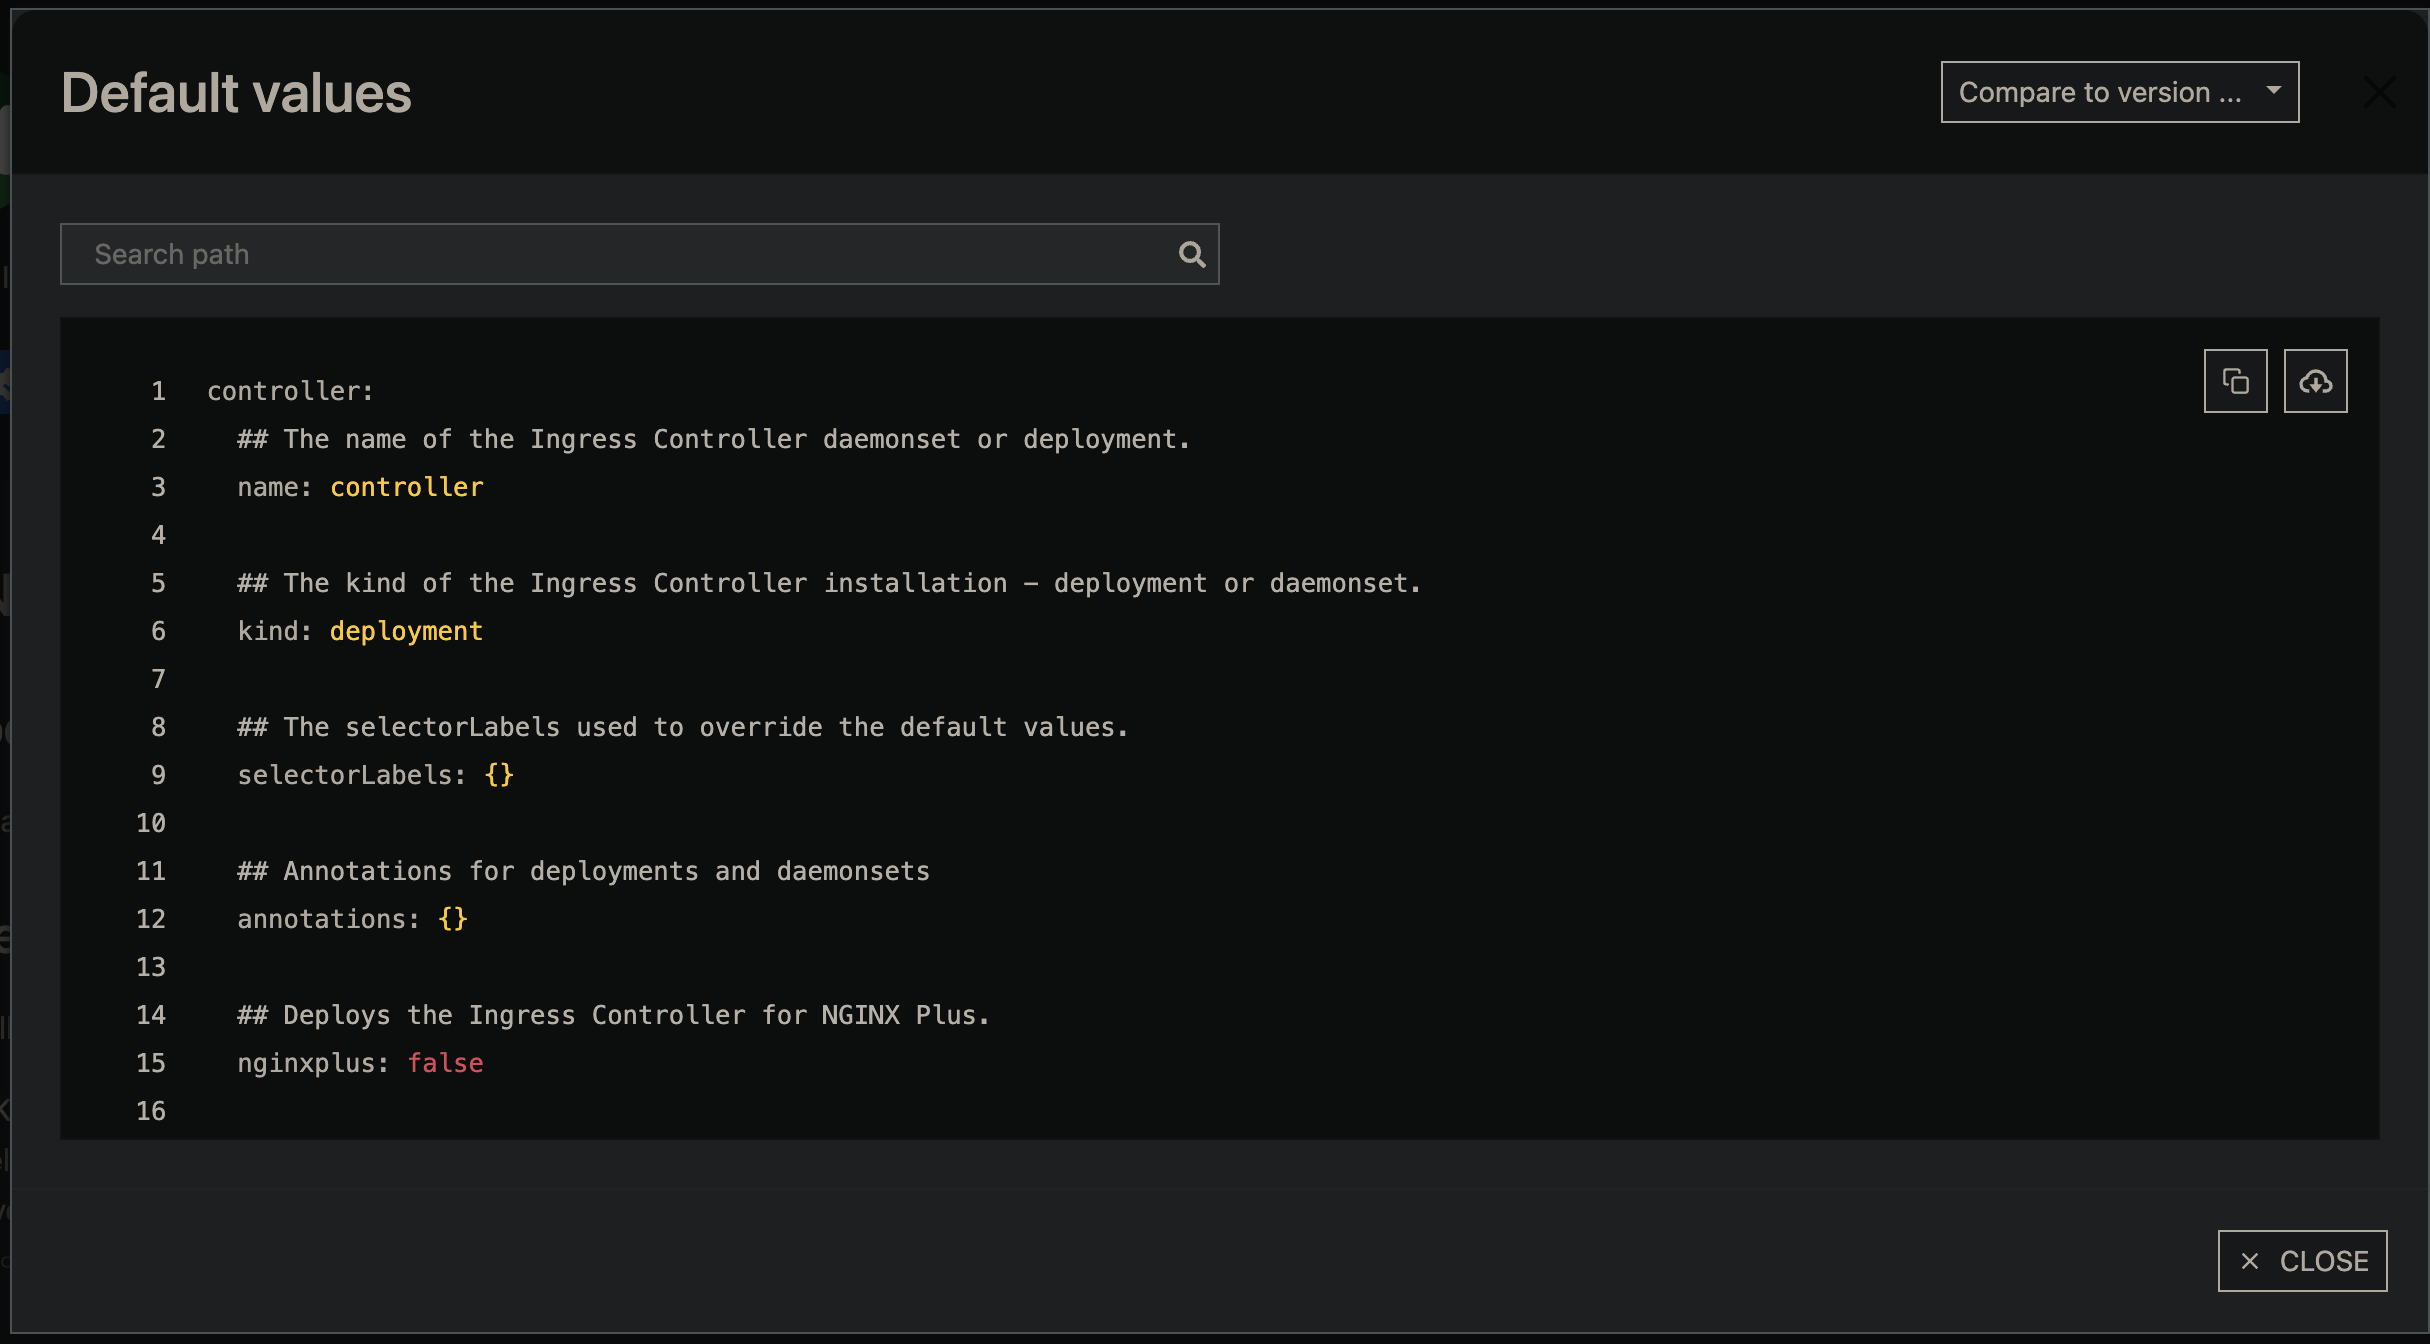 Default values
Compare to version ...
Search path
1 controller:
2 ## The name of the Ingress Controller daemonset or deployment.
3 name: controller
4
5 ## The kind of the Ingress Controller installation - deployment or daemonset.
6 kind: deployment
7
8 ## The selectorLabels used to override the default values.
9 selectorLabels: {}
10
11 ## Annotations for deployments and daemonsets
12 annotations: {}
13
14 ## Deploys the Ingress Controller for NGINX Plus.
15 nginxplus: false
16
CLOSE